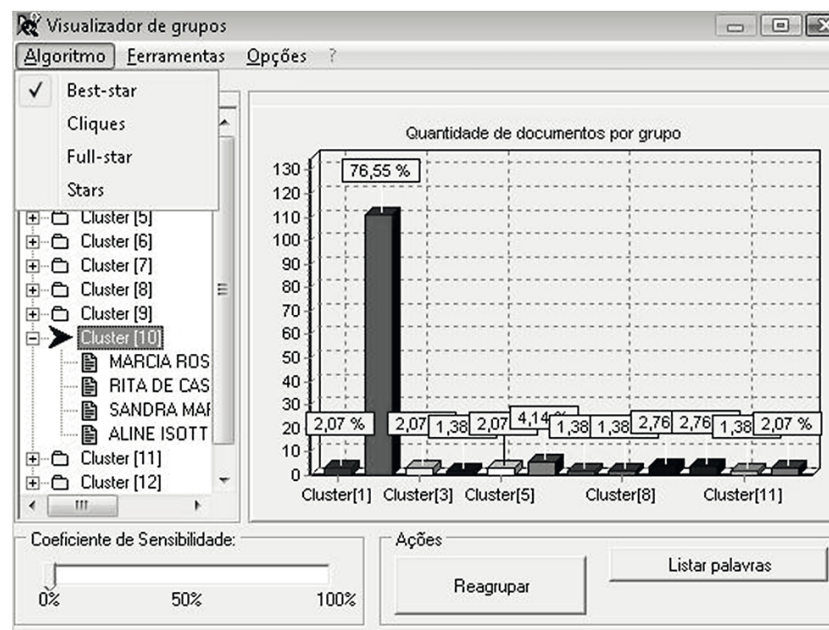 Visualizador de grupos
Algoritmo Ferramentas Opções ?
Best-star
Cliques
Full-star
Stars
Cluster [5]
Cluster [6]
Cluster [7]
Cluster [8]
Cluster [9]
Cluster [10]
MARCIA ROS
RITA DE CAS
SANDRA MAR
ALINE ISOTT
Cluster [11]
Cluster [12]
Quantidade de documentos por grupo
130
120
110
100
90
80
70
60
50
40
30
20
10
0
76,55 %
2,07 % 2,07 1,38 2,07 4,14 % 1,38 1,38 2,76 2,76 1,38 2,07 %
Cluster[1] Cluster[3] Cluster[5] Cluster[8] Cluster[11]
Coeficiente de Sensibilidade:
0% 50% 100%
Ações
Reagrupar
Listar palavras